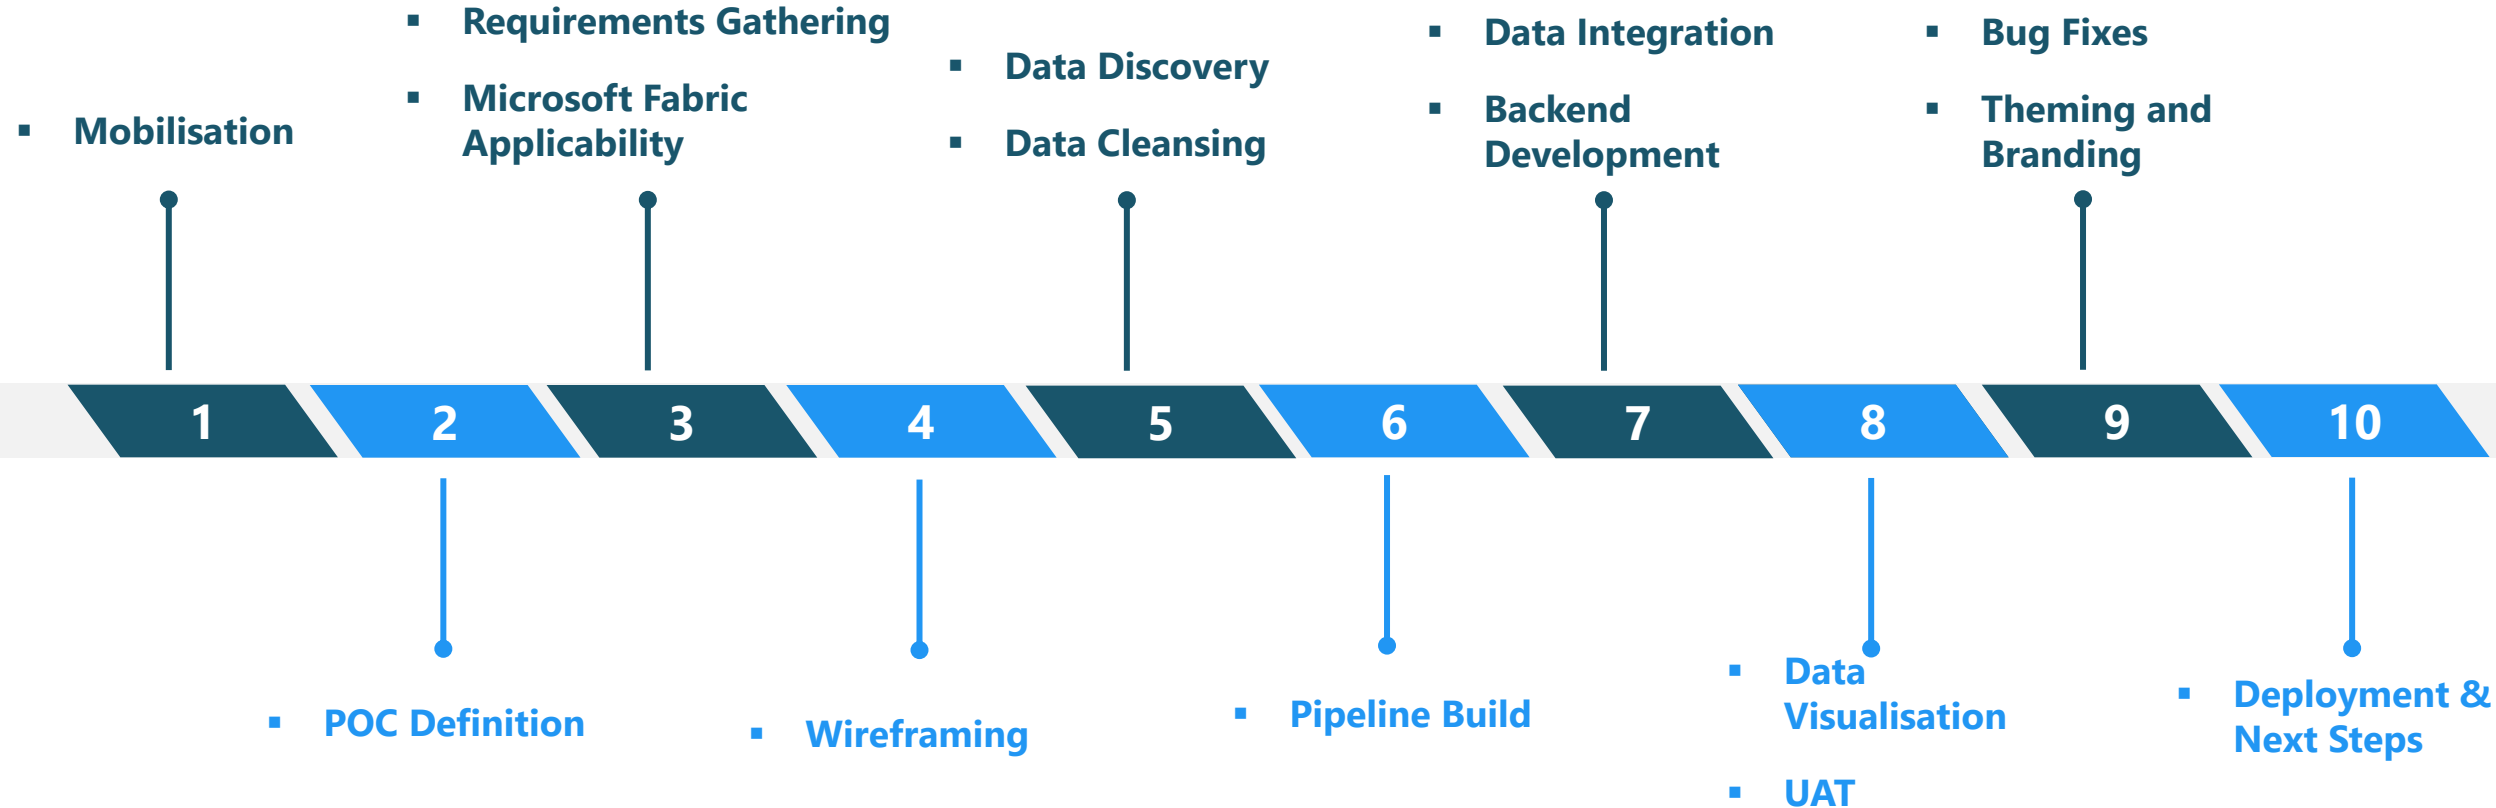 Mobilisation
Requirements Gathering
Microsoft Fabric
Applicability
Data Discovery
Data Cleansing
Data Integration
Backend
Development
Bug Fixes
Theming and
Branding
1
2
3
4
5
6
7
8
9
10
POC Definition
Wireframing
Pipeline Build
Data
Visualisation
UAT
Deployment &
Next Steps